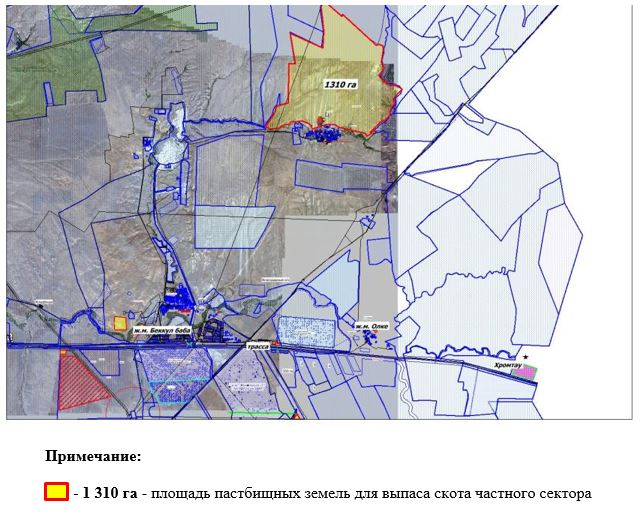 1310 га
ж.м. Беккул баба
ж.м. Олке
трасса
Хромтау
Примечание:
- 1 310 га - площадь пастбищных земель для выпаса скота частного сектора